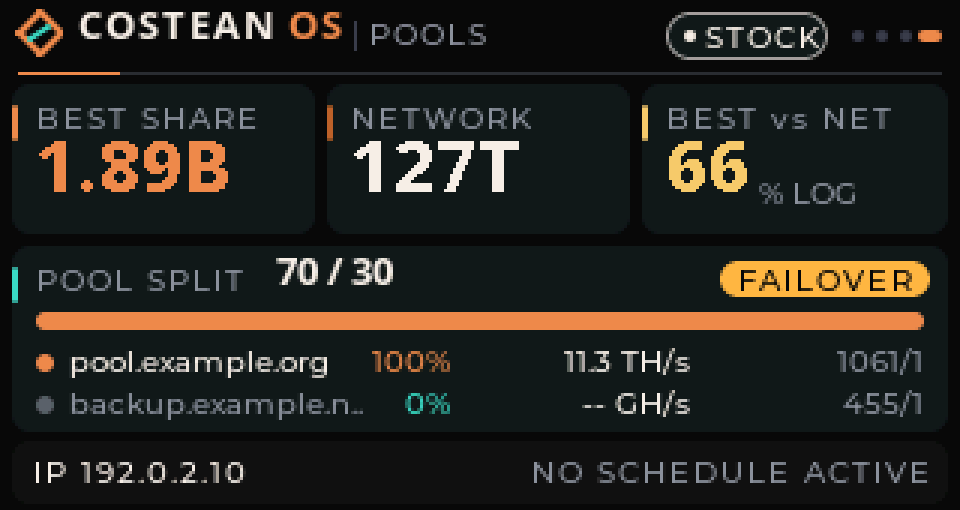 COSTEAN OS | POOLS STOCK
BEST SHARE NETWORK BEST vs NET
1.89B 127T 66 % LOG
POOL SPLIT 70 / 30 FAILOVER
pool.example.org 100% 11.3 TH/s 1061/1
backup.example.n.. 0% -- GH/s 455/1
IP 192.0.2.10 NO SCHEDULE ACTIVE